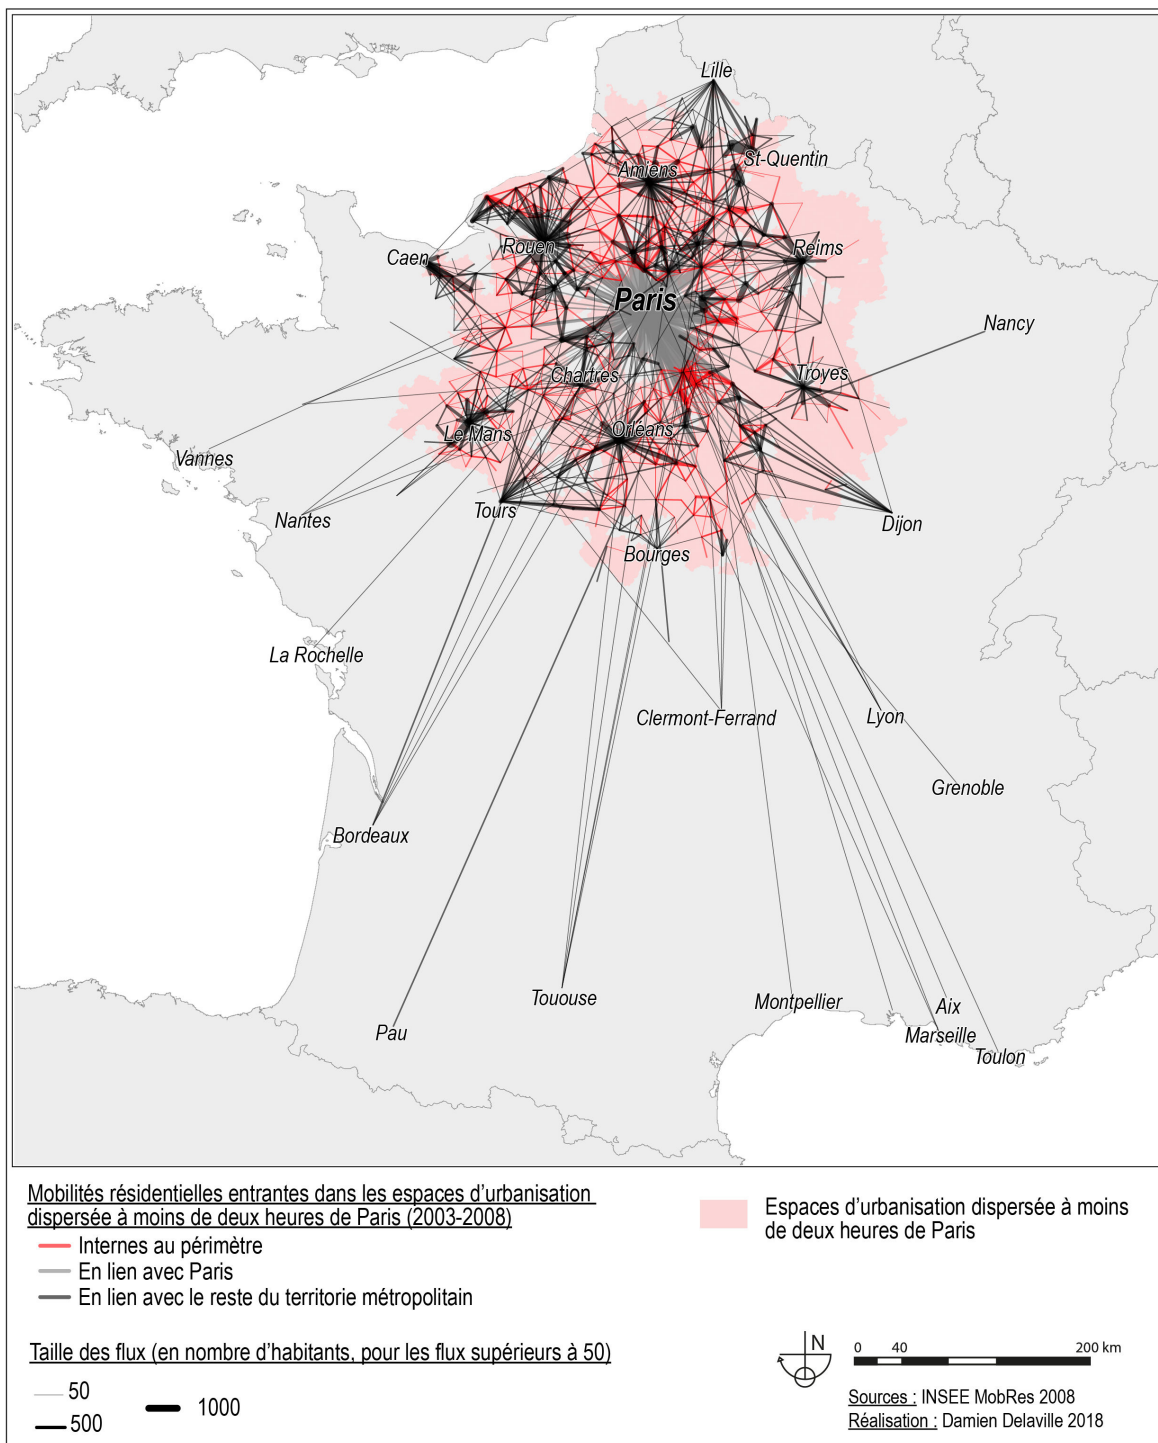 Lille
St-Quentin
Amiens
Rouen
Reims
Caen
Paris
Nancy
Chartres
Troyes
Le Mans
Orléans
Vannes
Nantes
Tours
Dijon
Bourges
La Rochelle
Clermont-Ferrand
Lyon
Grenoble
Bordeaux
Tououse
Montpellier
Aix
Pau
Marseille
Toulon
Mobilités résidentielles entrantes dans les espaces d'urbanisation
dispersée à moins de deux heures de Paris (2003-2008)
Internes au périmètre
En lien avec Paris
En lien avec le reste du territorie métropolitain
Espaces d'urbanisation dispersée à moins
de deux heures de Paris
Taille des flux (en nombre d'habitants, pour les flux supérieurs à 50)
50
500
1000
N
0 40 200 km
Sources : INSEE MobRes 2008
Réalisation : Damien Delaville 2018